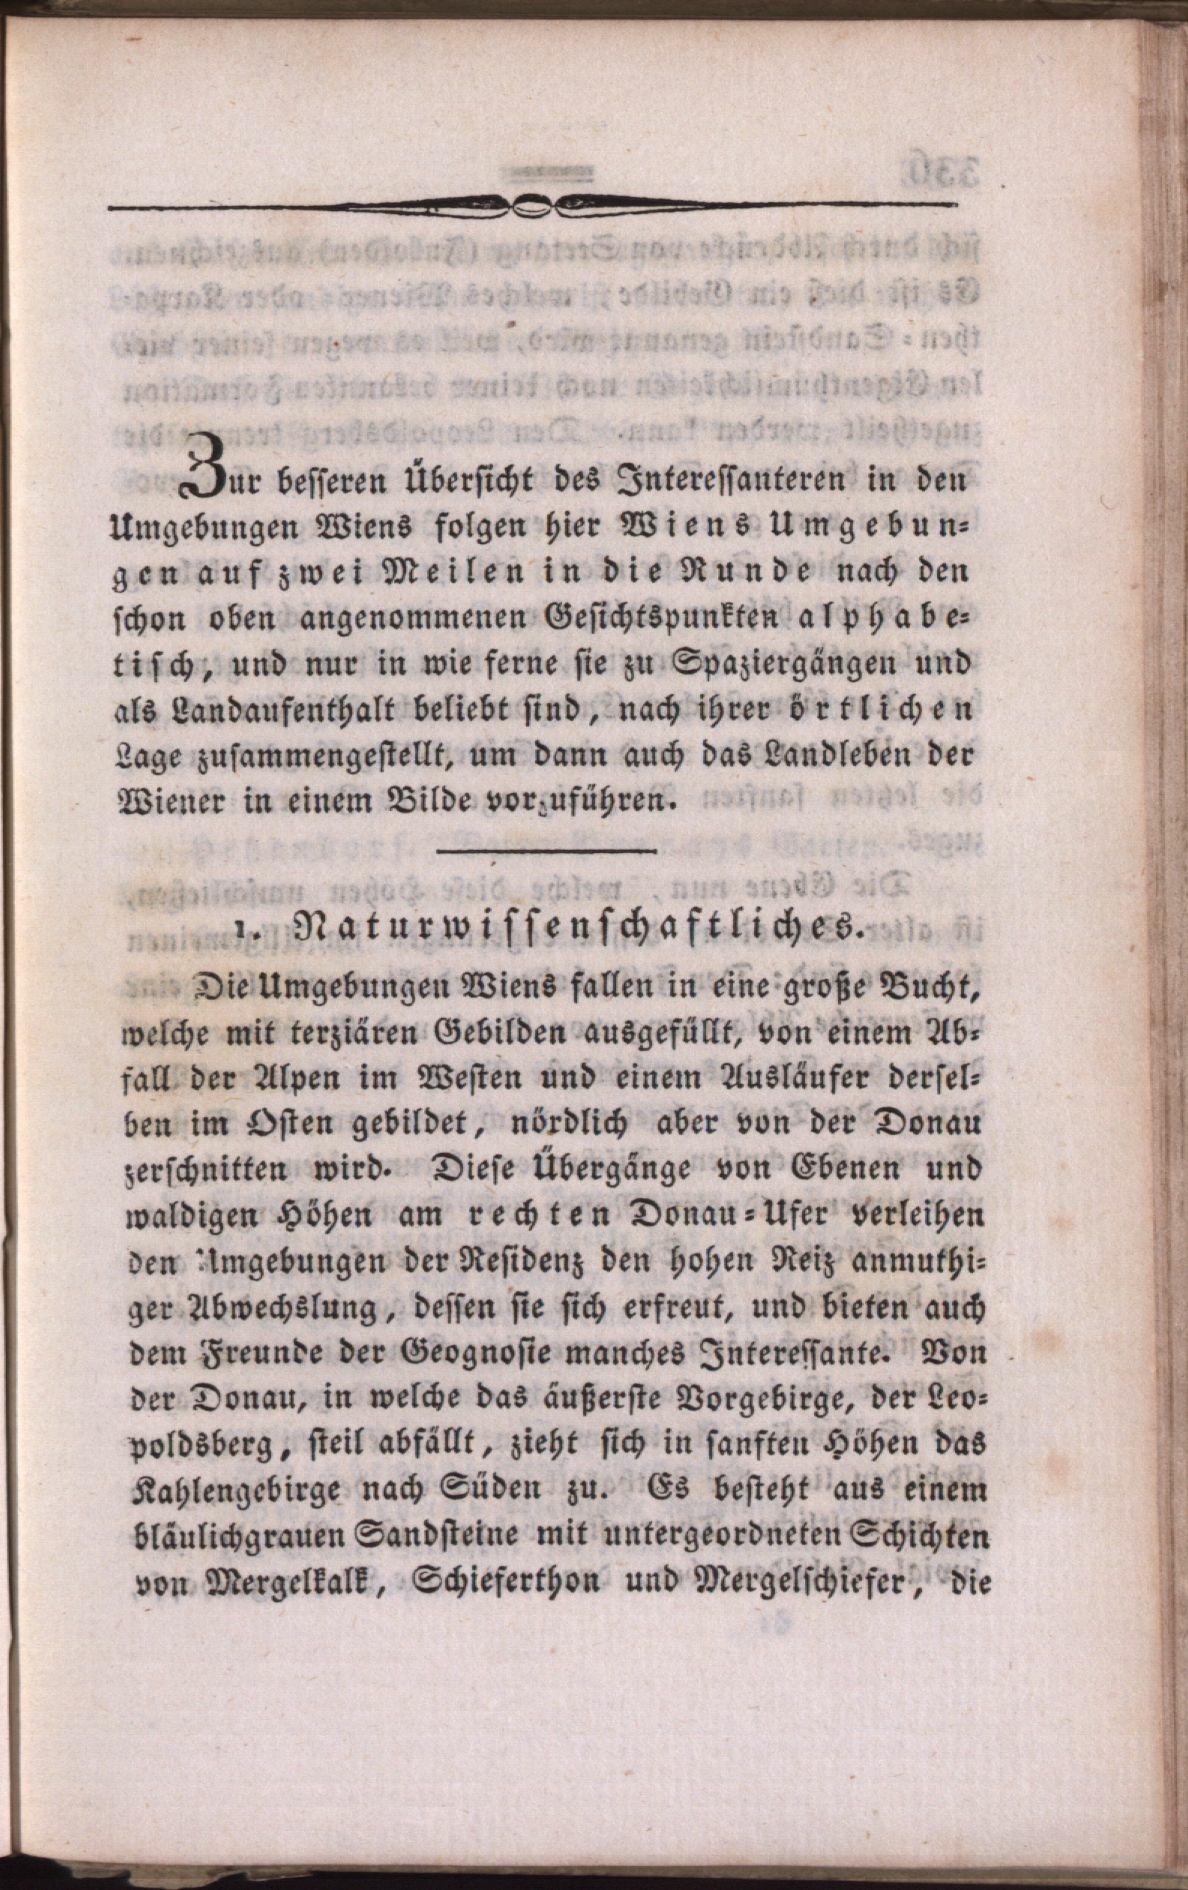 Zur besseren Übersicht des Interessanteren in den
Umgebungen Wiens folgen hier Wiens Umgebun-
gen auf zwei Meilen in die Runde nach den
schon oben angenommenen Gesichtspunkten alphabe-
tisch, und nur in wie ferne sie zu Spaziergängen und
als Landaufenthalt beliebt sind, nach ihrer örtlichen
Lage zusammengestellt, um dann auch das Landleben der
Wiener in einem Bilde vorzuführen.
1. Naturwissenschaftliches.
Die Umgebungen Wiens fallen in eine große Bucht,
welche mit terziären Gebilden ausgefüllt, von einem Ab-
fall der Alpen im Westen und einem Ausläufer dersel-
ben im Osten gebildet, nördlich aber von der Donau
zerschnitten wird. Diese Übergänge von Ebenen und
waldigen Höhen am rechten Donau-Ufer verleihen
den Umgebungen der Residenz den hohen Reiz anmuthi-
ger Abwechslung, dessen sie sich erfreut, und bieten auch
dem Freunde der Geognosie manches Interessante. Von
der Donau, in welche das äußerste Vorgebirge, der Leo-
poldsberg, steil abfällt, zieht sich in sanften Höhen das
Kahlengebirge nach Süden zu. Es besteht aus einem
bläulichgrauen Sandsteine mit untergeordneten Schichten
von Mergelkalk, Schieferthon und Mergelschiefer, die